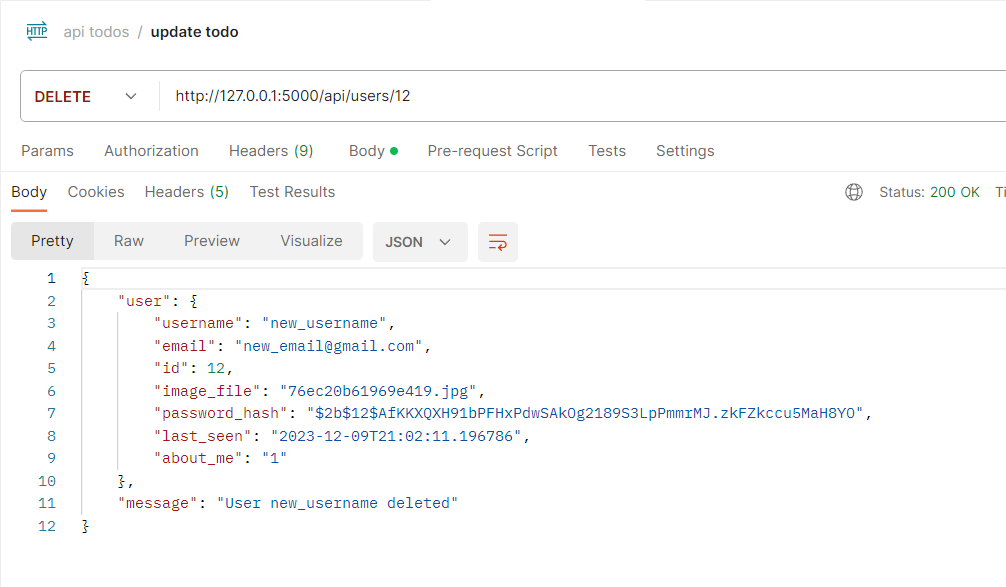 HTTP api todos / update todo
DELETE http://127.0.0.1:5000/api/users/12
Params Authorization Headers (9) Body Pre-request Script Tests Settings
Body Cookies Headers (5) Test Results Status: 200 OK Ti
Pretty Raw Preview Visualize JSON
1 {
2 "user": {
3 "username": "new_username",
4 "email": "new_email@gmail.com",
5 "id": 12,
6 "image_file": "76ec20b61969e419.jpg",
7 "password_hash": "$2b$12$AfKKXQXH91bPFHxPdwSAkOg2189S3LpPmmrMJ.zkFZkccu5MaH8YO",
8 "last_seen": "2023-12-09T21:02:11.196786",
9 "about_me": "1"
10 },
11 "message": "User new_username deleted"
12 }